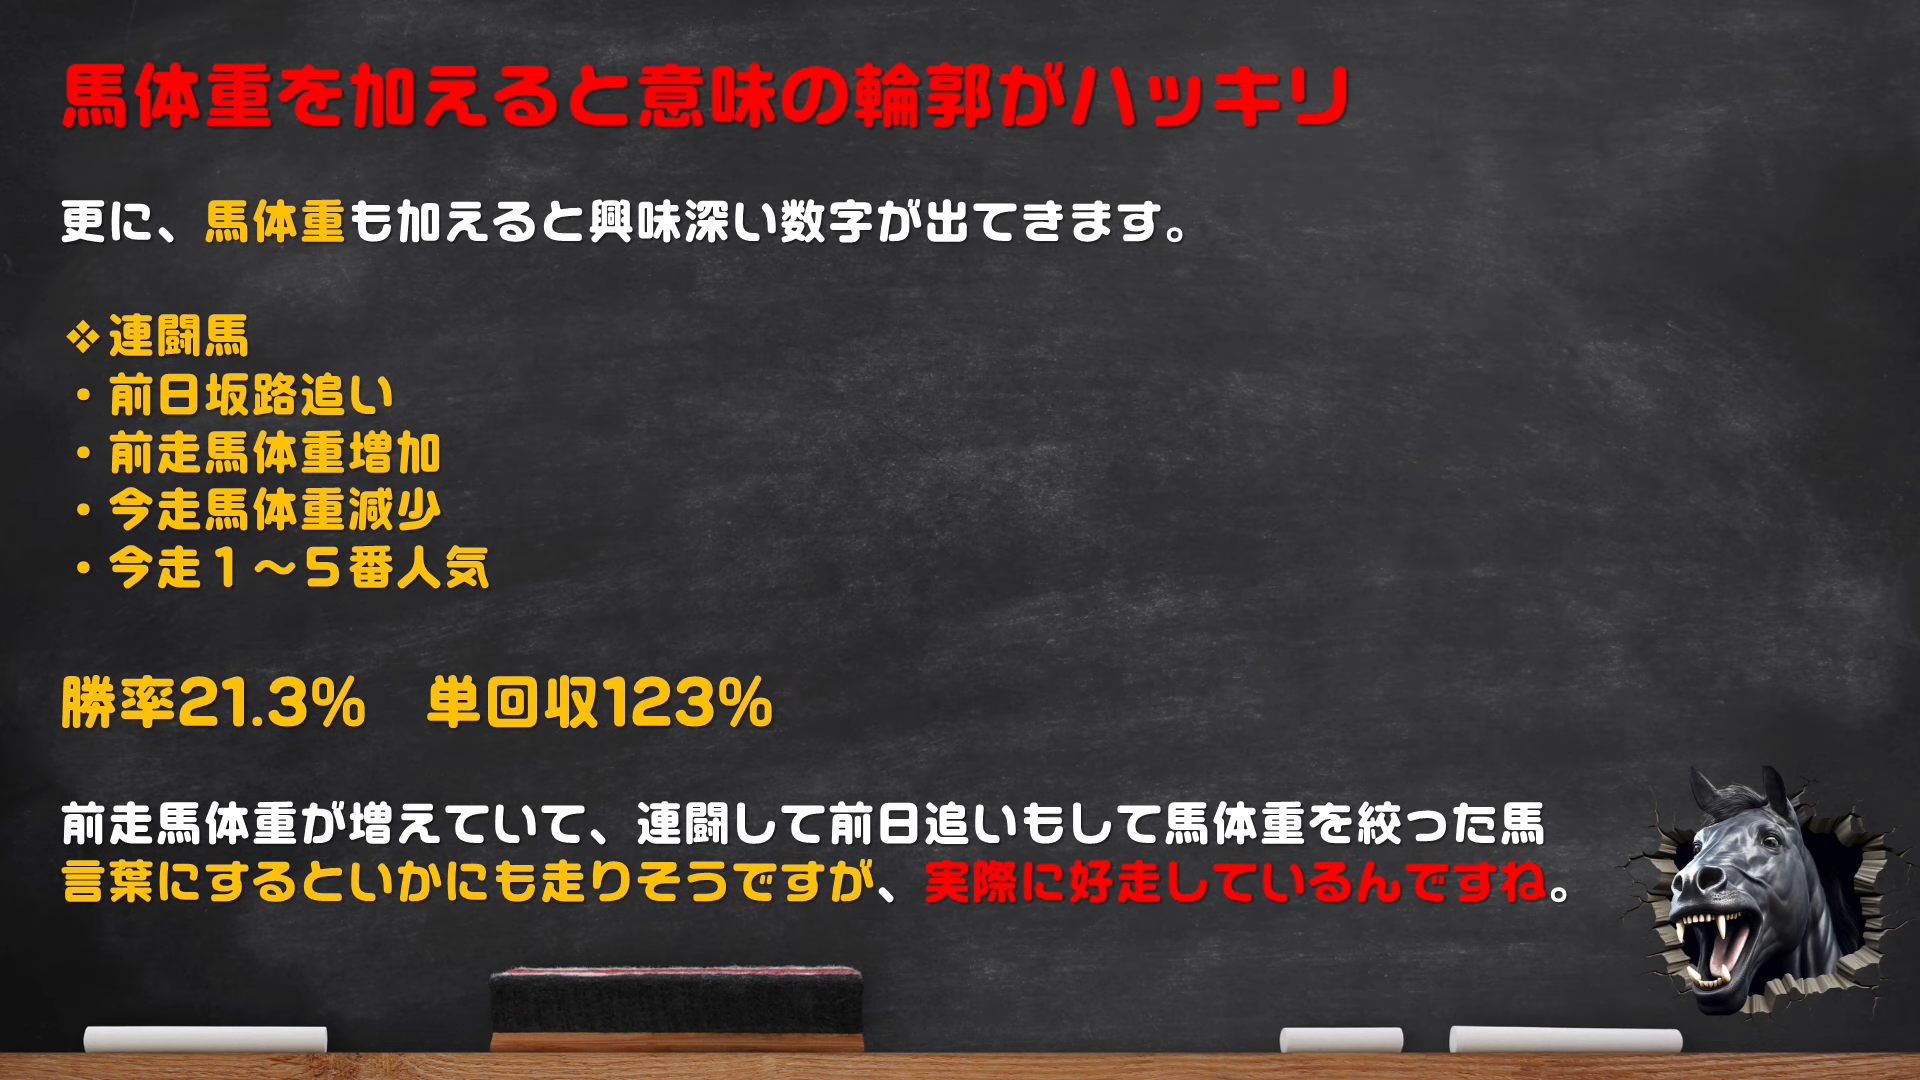 馬体重を加えると意味の輪郭がハッキリ
更に、馬体重も加えると興味深い数字が出てきます。
❖連闘馬
・前日坂路追い
・前走馬体重増加
・今走馬体重減少
・今走１～５番人気
勝率21.3%　単回収123%
前走馬体重が増えていて、連闘して前日追いもして馬体重を絞った馬
言葉にするといかにも走りそうですが、実際に好走しているんですね。